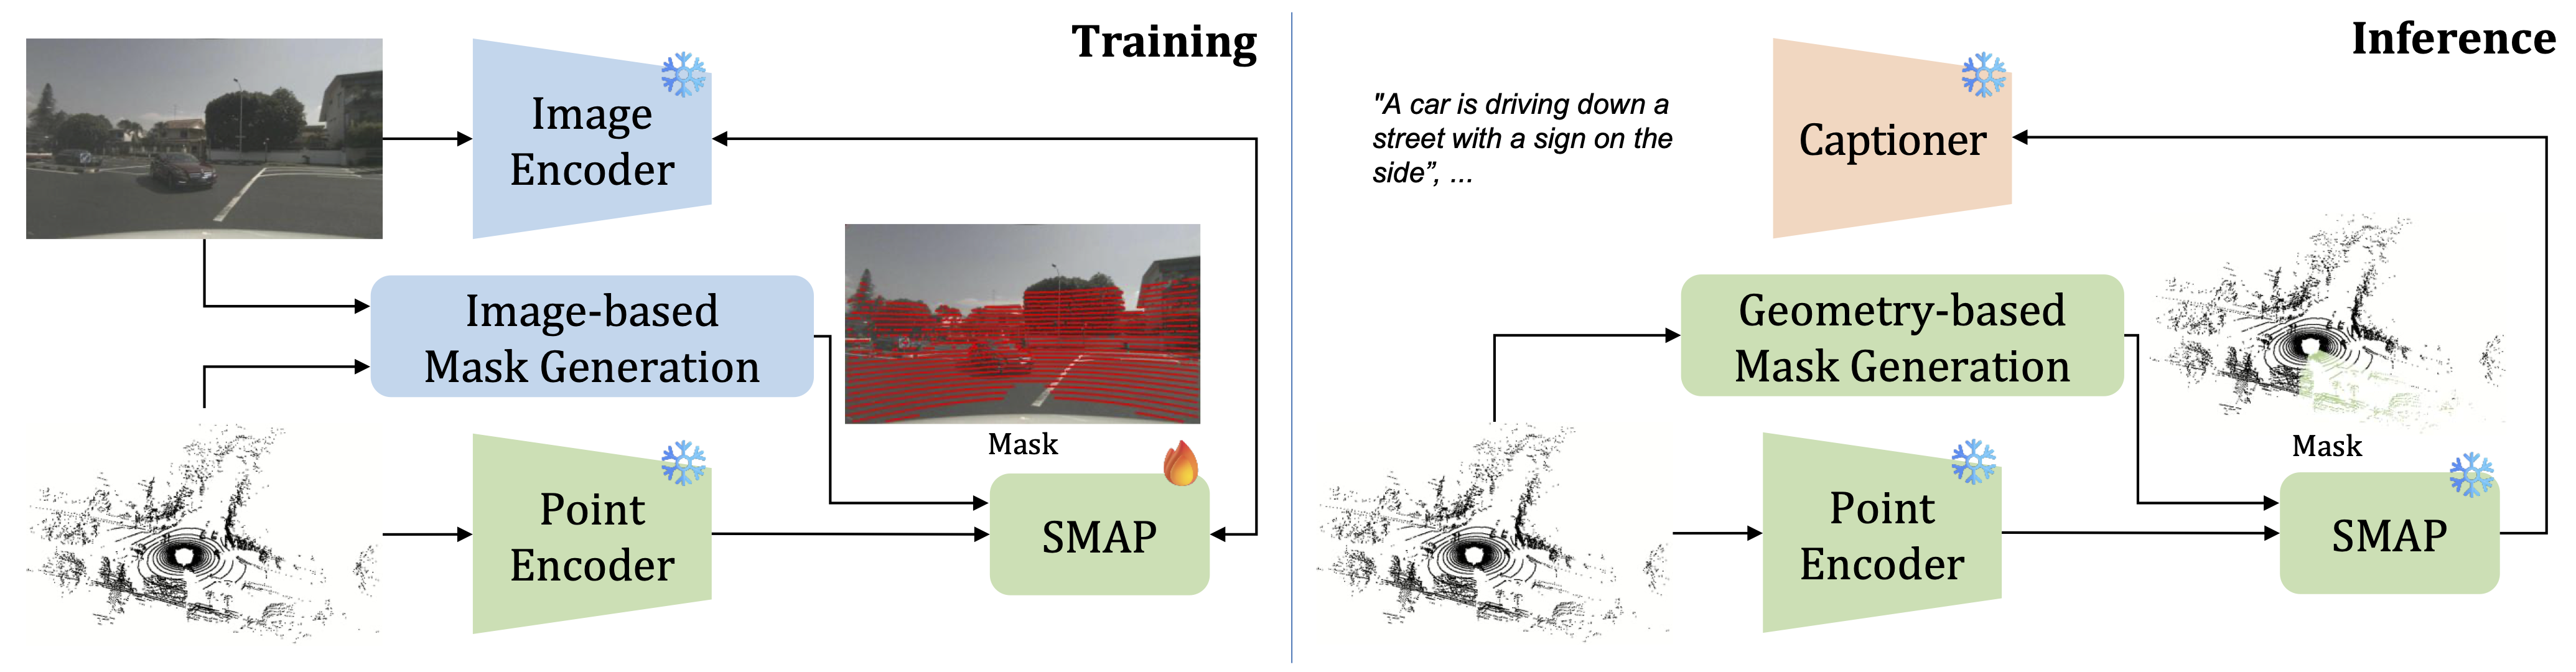 Training
Image
Encoder
Image-based
Mask Generation
Mask
Point
Encoder
SMAP
Inference
"A car is driving down a
street with a sign on the
side”, ...
Captioner
Geometry-based
Mask Generation
Mask
Point
Encoder
SMAP